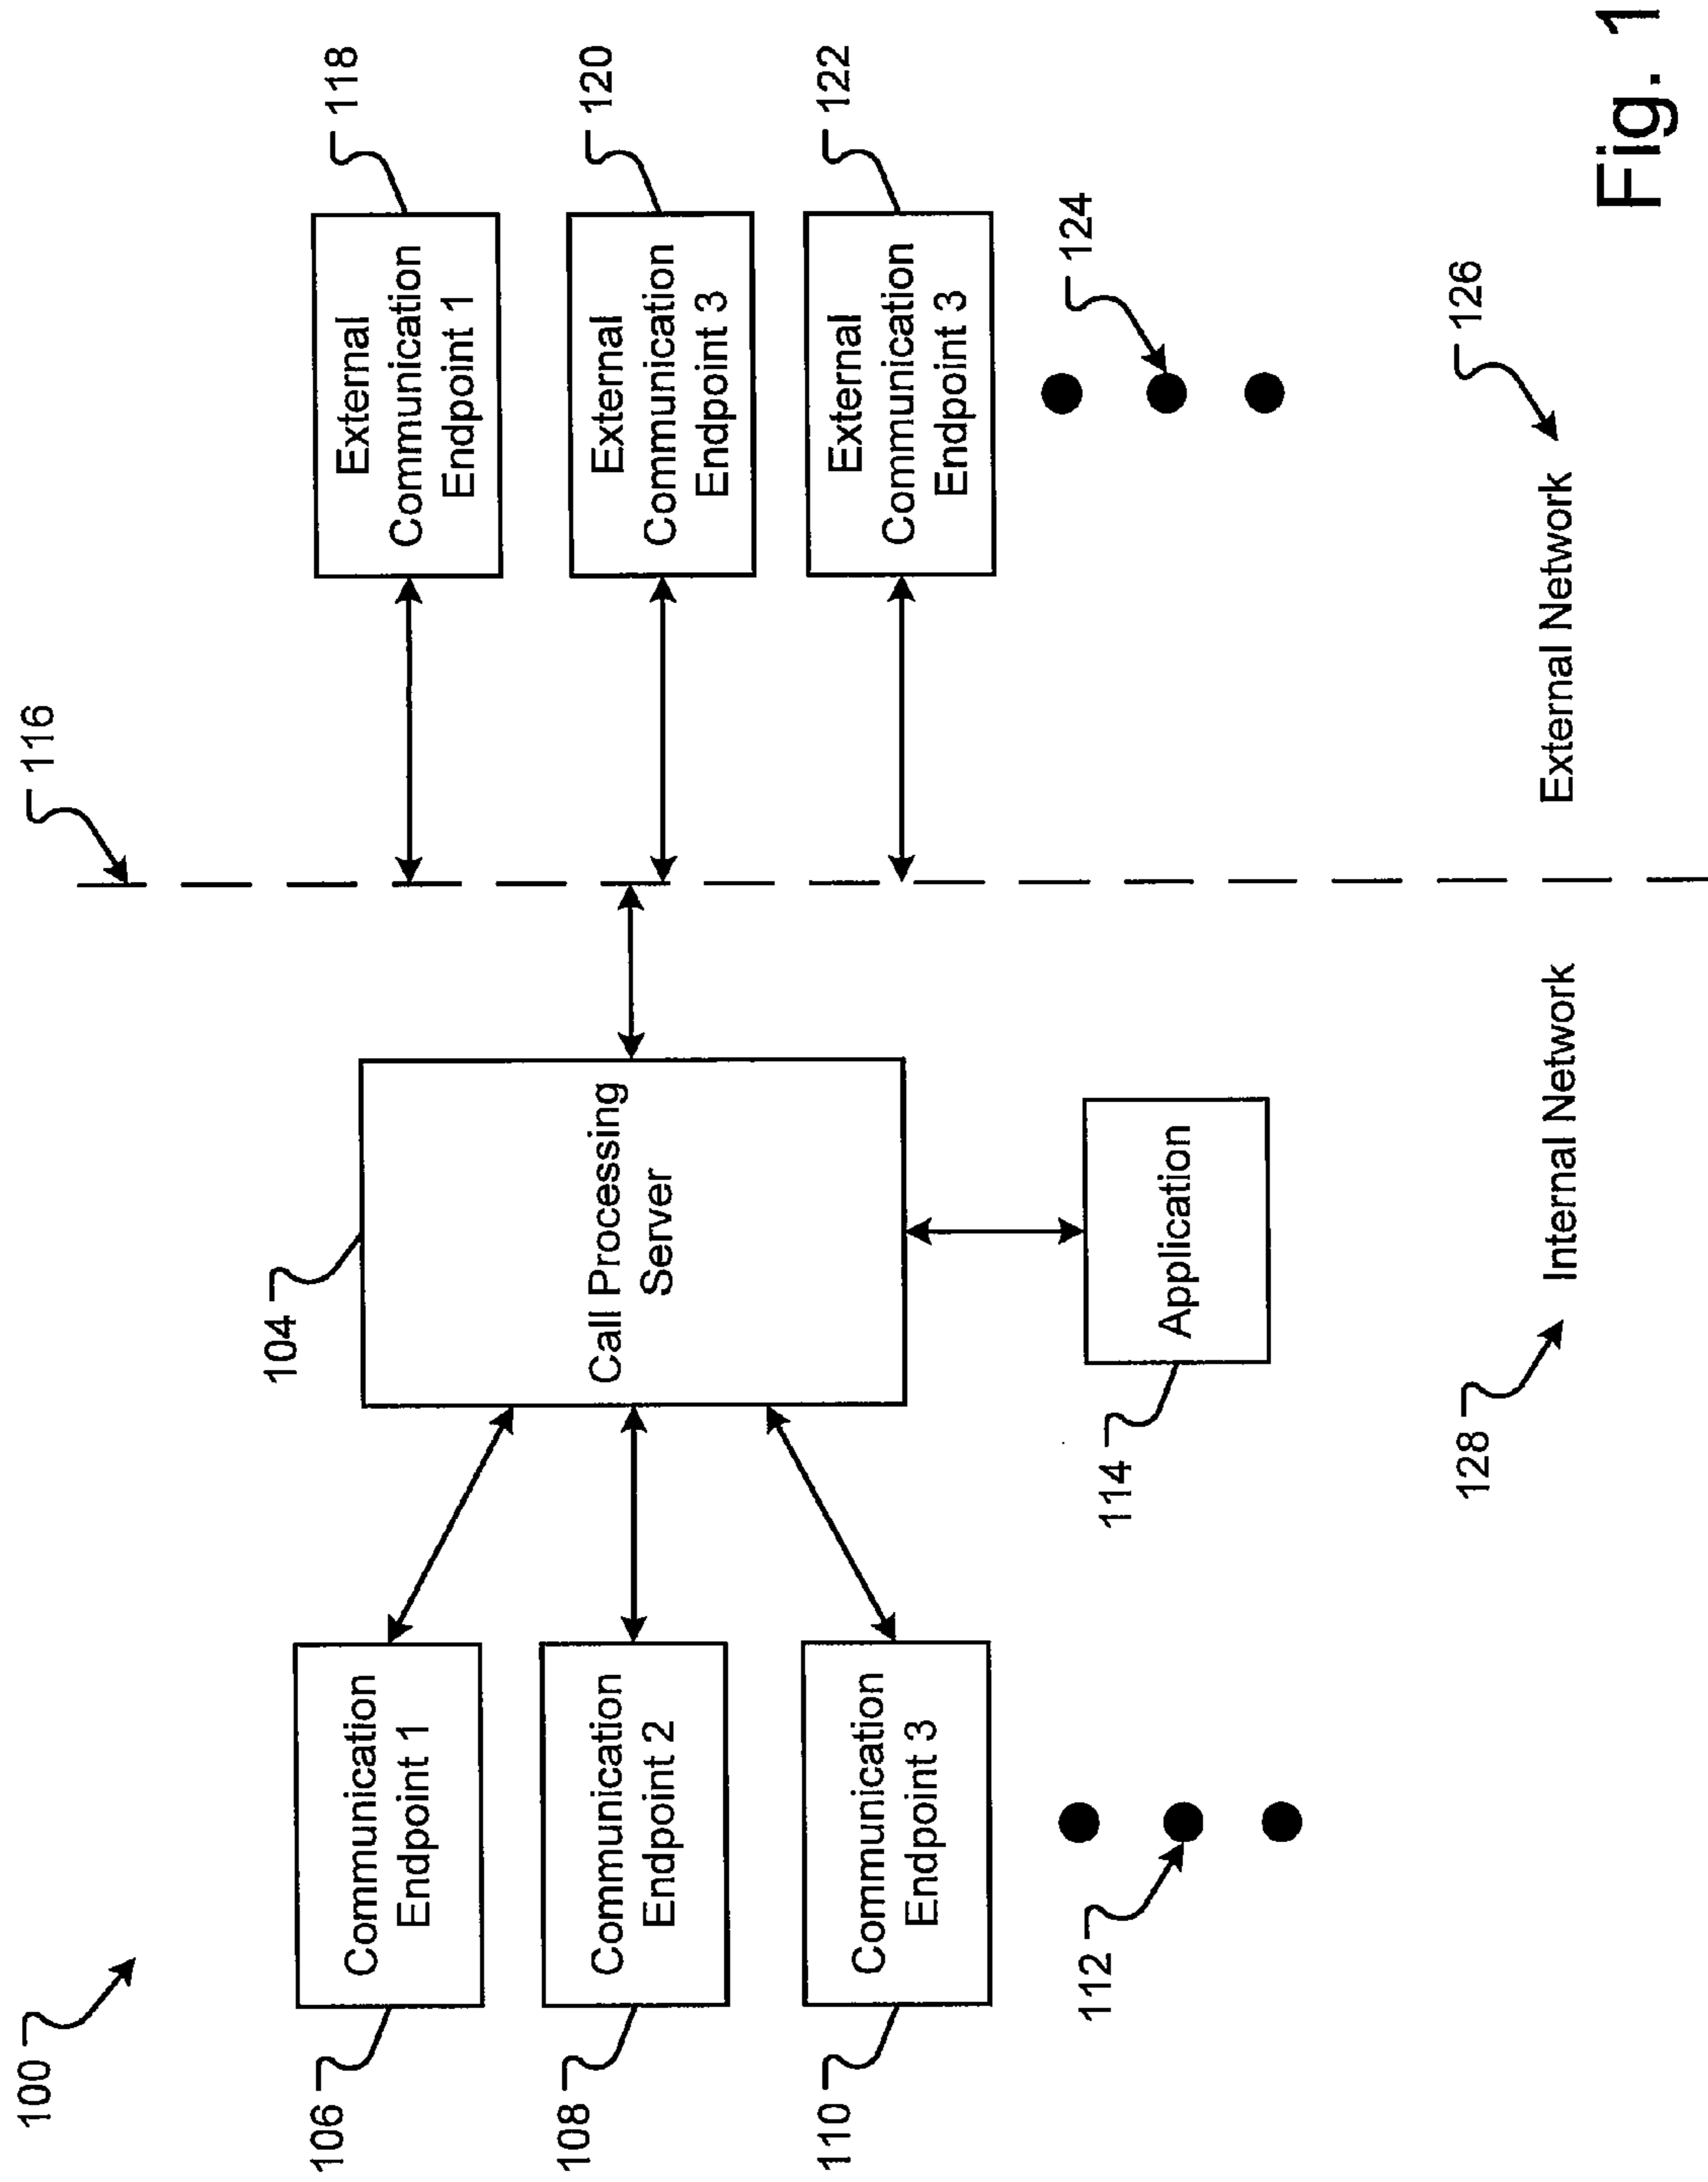 100
116
104
106
Communication
Endpoint 1
108
Communication
Endpoint 2
110
Communication
Endpoint 3
112
Call Processing
Server
114
Application
External
Communication
Endpoint 1
118
External
Communication
Endpoint 3
120
External
Communication
Endpoint 3
122
124
128
Internal Network
External Network
126
Fig. 1